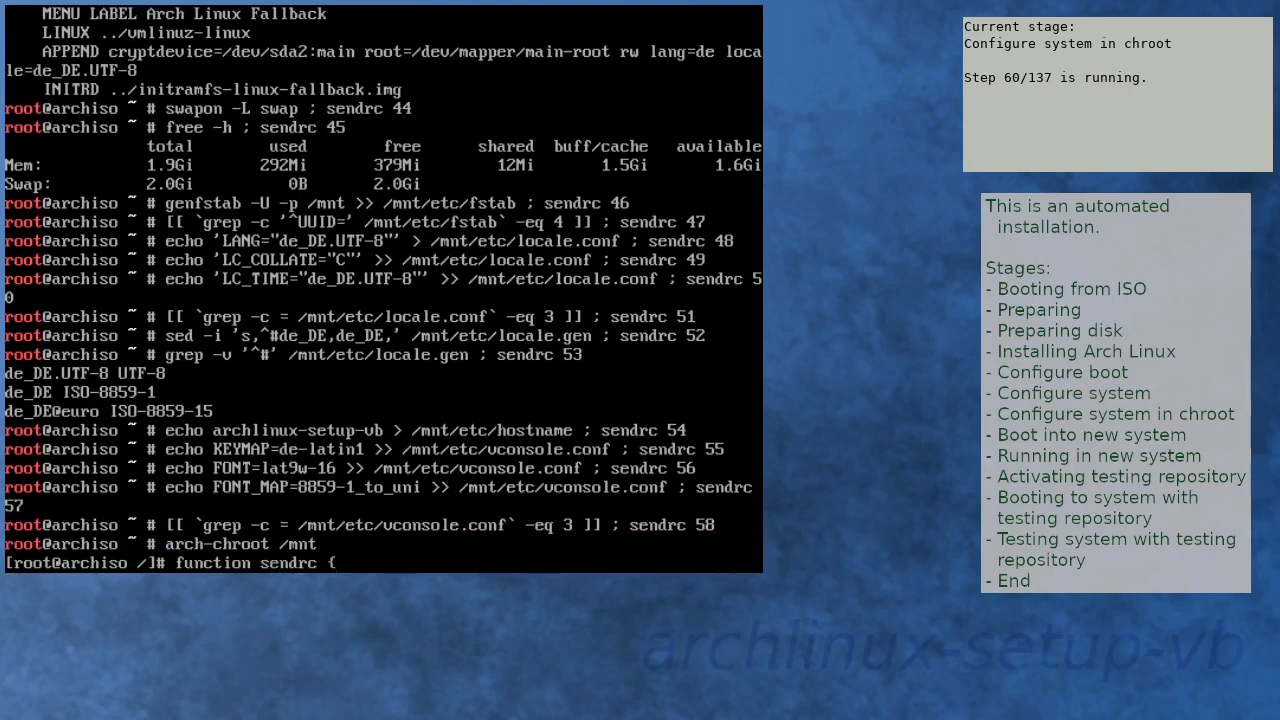 MENU LABEL Arch Linux Fallback
LINUX ../vmlinuz-linux
APPEND cryptdevice=/dev/sda2:main root=/dev/mapper/main-root rw lang=de loca
le=de_DE.UTF-8
INITRD ../initramfs-linux-fallback.img
root@archiso ~ # swapon -L swap ; sendrc 44
root@archiso ~ # free -h ; sendrc 45
total used free shared buff/cache available
Mem: 1.9Gi 292Mi 379Mi 12Mi 1.5Gi 1.6Gi
Swap: 2.0Gi 0B 2.0Gi
root@archiso ~ # genfstab -U -p /mnt >> /mnt/etc/fstab ; sendrc 46
root@archiso ~ # [[ `grep -c '^UUID=' /mnt/etc/fstab` -eq 4 ]] ; sendrc 47
root@archiso ~ # echo 'LANG="de_DE.UTF-8"' > /mnt/etc/locale.conf ; sendrc 48
root@archiso ~ # echo 'LC_COLLATE="C"' >> /mnt/etc/locale.conf ; sendrc 49
root@archiso ~ # echo 'LC_TIME="de_DE.UTF-8"' >> /mnt/etc/locale.conf ; sendrc 5
0
root@archiso ~ # [[ `grep -c = /mnt/etc/locale.conf` -eq 3 ]] ; sendrc 51
root@archiso ~ # sed -i 's,^#de_DE,de_DE,' /mnt/etc/locale.gen ; sendrc 52
root@archiso ~ # grep -v '^#' /mnt/etc/locale.gen ; sendrc 53
de_DE.UTF-8 UTF-8
de_DE ISO-8859-1
de_DE@euro ISO-8859-15
root@archiso ~ # echo archlinux-setup-vb > /mnt/etc/hostname ; sendrc 54
root@archiso ~ # echo KEYMAP=de-latin1 >> /mnt/etc/vconsole.conf ; sendrc 55
root@archiso ~ # echo FONT=lat9w-16 >> /mnt/etc/vconsole.conf ; sendrc 56
root@archiso ~ # echo FONT_MAP=8859-1_to_uni >> /mnt/etc/vconsole.conf ; sendrc
57
root@archiso ~ # [[ `grep -c = /mnt/etc/vconsole.conf` -eq 3 ]] ; sendrc 58
root@archiso ~ # arch-chroot /mnt
[root@archiso /]# function sendrc {
Current stage:
Configure system in chroot
Step 60/137 is running.
This is an automated
installation.
Stages:
- Booting from ISO
- Preparing
- Preparing disk
- Installing Arch Linux
- Configure boot
- Configure system
- Configure system in chroot
- Boot into new system
- Running in new system
- Activating testing repository
- Booting to system with
testing repository
- Testing system with testing
repository
- End
archlinux-setup-vb